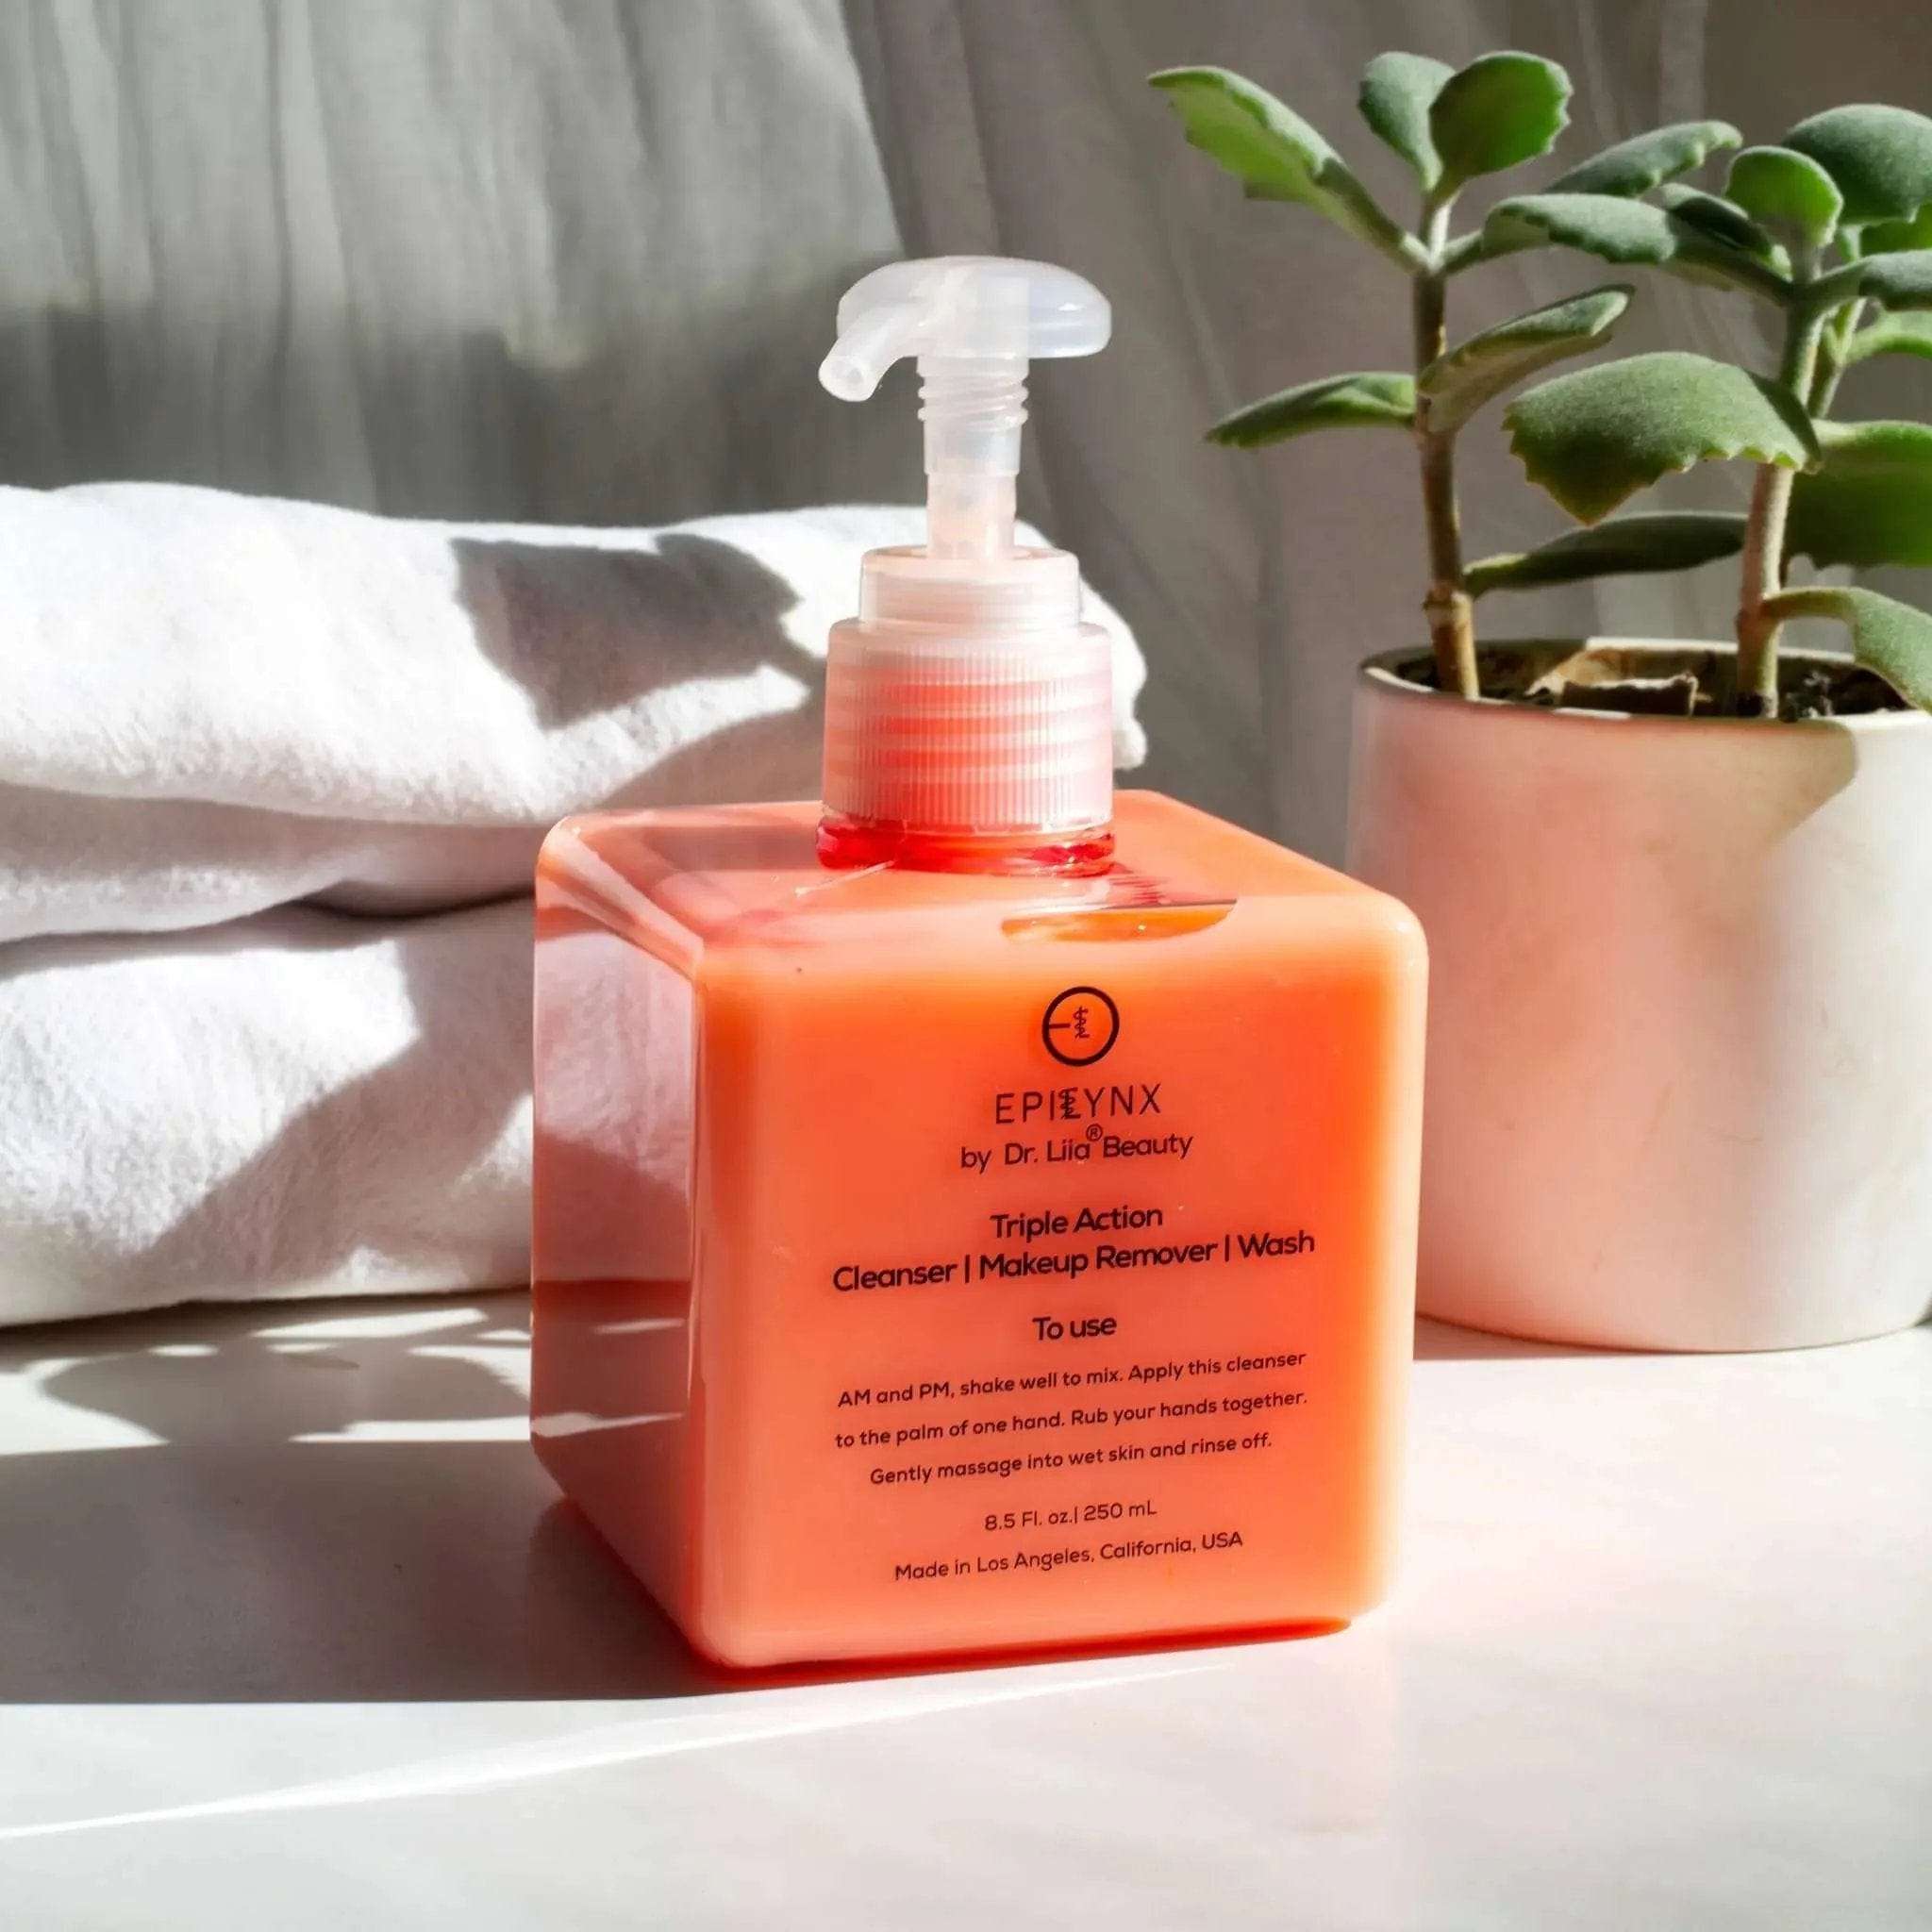 EPILYNX
by Dr. Liia® Beauty
Triple Action
Cleanser | Makeup Remover | Wash
To use
AM and PM, shake well to mix. Apply this cleanser
to the palm of one hand. Rub your hands together.
Gently massage into wet skin and rinse off.
8.5 Fl. oz.| 250 mL
Made in Los Angeles, California, USA